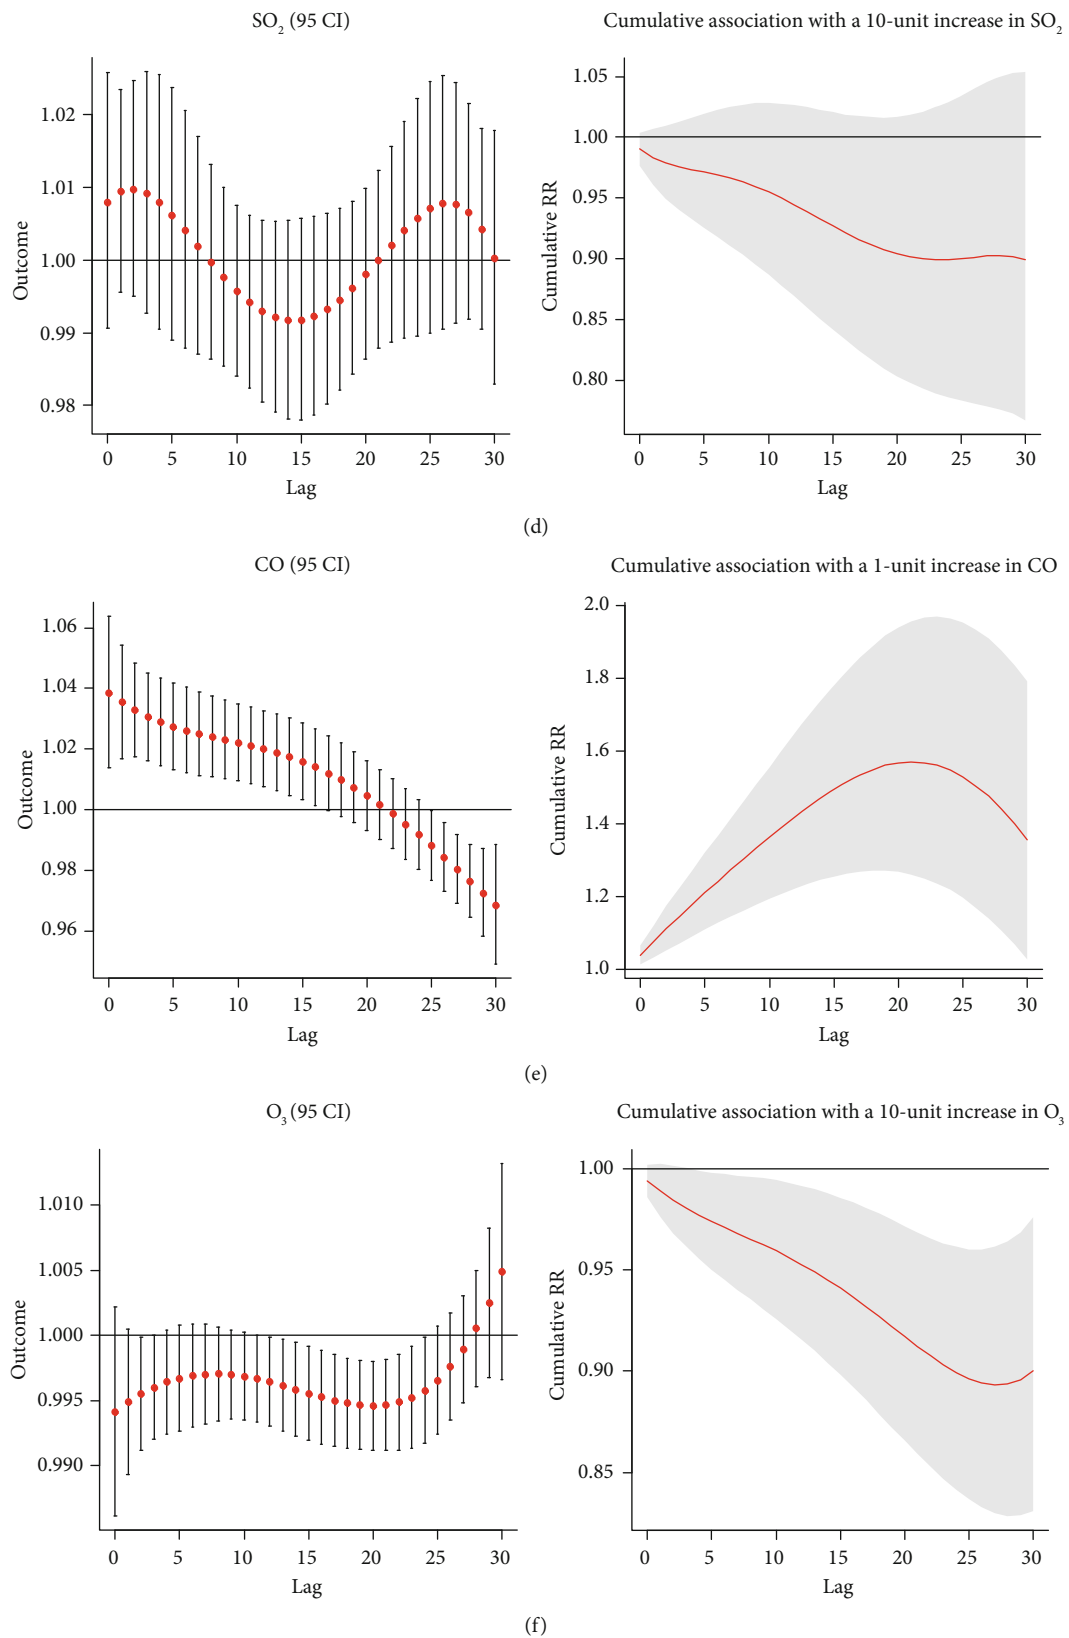 SO2 (95 CI)
Cumulative association with a 10-unit increase in SO2
1.02
1.01
1.00
0.99
0.98
Outcome
0 5 10 15 20 25 30
Lag
1.05
1.00
0.95
0.90
0.85
0.80
Cumulative RR
0 5 10 15 20 25 30
Lag
(d)
CO (95 CI)
Cumulative association with a 1-unit increase in CO
1.06
1.04
1.02
1.00
0.98
0.96
Outcome
0 5 10 15 20 25 30
Lag
2.0
1.8
1.6
1.4
1.2
1.0
Cumulative RR
0 5 10 15 20 25 30
Lag
(e)
O3 (95 CI)
Cumulative association with a 10-unit increase in O3
1.010
1.005
1.000
0.995
0.990
Outcome
0 5 10 15 20 25 30
Lag
1.00
0.95
0.90
0.85
Cumulative RR
0 5 10 15 20 25 30
Lag
(f)